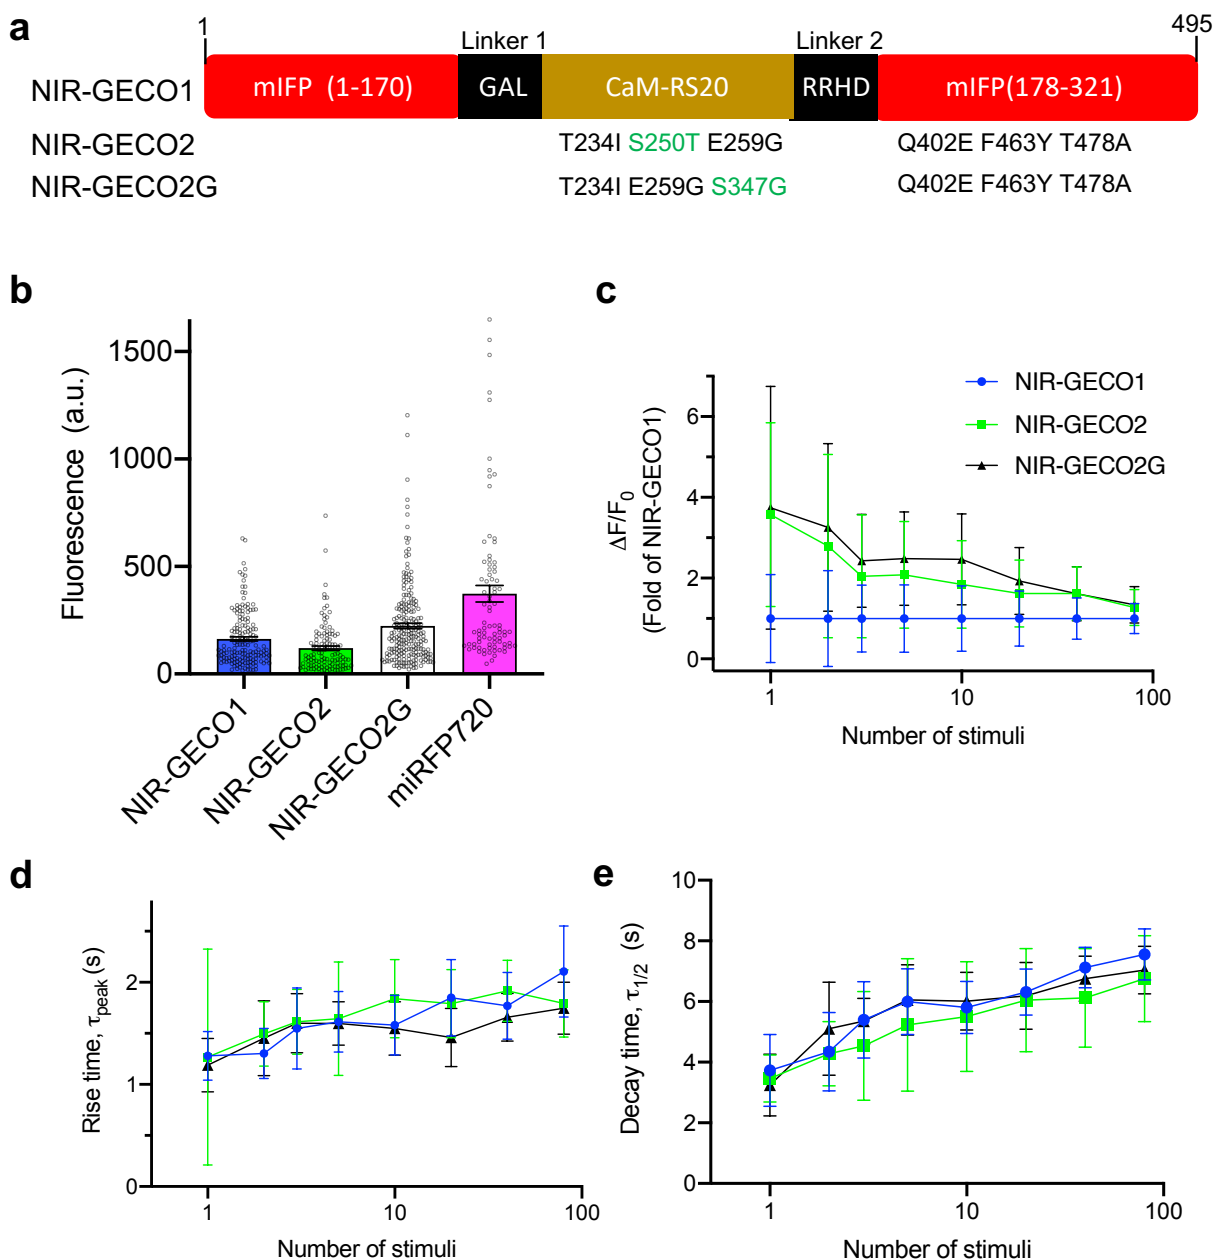 a
1
495
Linker 1
Linker 2
NIR-GECO1
mIFP (1-170)
GAL
CaM-RS20
RRHD
mIFP(178-321)
NIR-GECO2
T234I S250T E259G
Q402E F463Y T478A
NIR-GECO2G
T234I E259G S347G
Q402E F463Y T478A
b
Fluorescence (a.u.)
1500
1000
500
0
NIR-GECO1
NIR-GECO2
NIR-GECO2G
miRFP720
c
ΔF/F0
(Fold of NIR-GECO1)
6
4
2
0
1
10
100
Number of stimuli
NIR-GECO1
NIR-GECO2
NIR-GECO2G
d
Rise time, τpeak (s)
2
1
0
1
10
100
Number of stimuli
e
Decay time, τ1/2 (s)
10
8
6
4
2
0
1
10
100
Number of stimuli